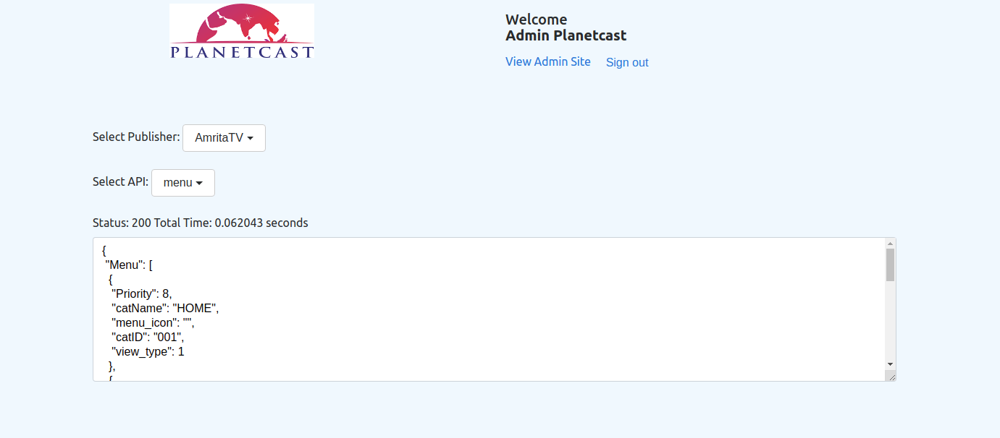 PLANETCAST
Welcome
Admin Planetcast
View Admin Site Sign out
Select Publisher: AmritaTV
Select API: menu
Status: 200 Total Time: 0.062043 seconds
{
"Menu": [
{
"Priority": 8,
"catName": "HOME",
"menu_icon": "",
"catID": "001",
"view_type": 1
},
{